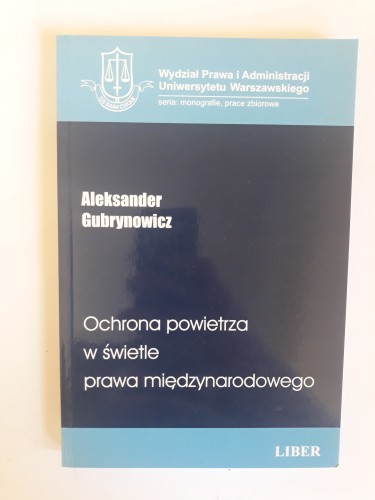 Wydział Prawa i Administracji
Uniwersytetu Warszawskiego
seria: monografie, prace zbiorowe
Aleksander
Gubrynowicz
Ochrona powietrza
w świetle
prawa międzynarodowego
LIBER